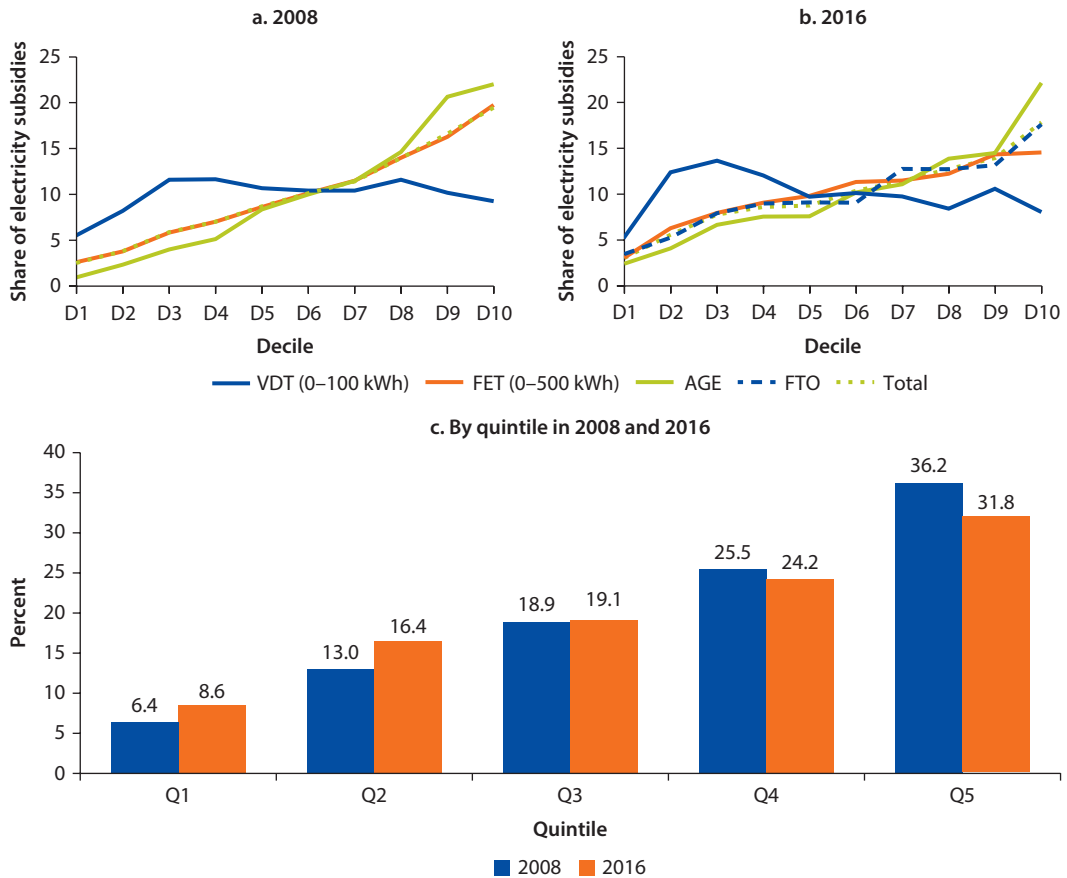 a. 2008
Share of electricity subsidies
25
20
15
10
5
0
D1 D2 D3 D4 D5 D6 D7 D8 D9 D10
Decile
b. 2016
Share of electricity subsidies
25
20
15
10
5
0
D1 D2 D3 D4 D5 D6 D7 D8 D9 D10
Decile
VDT (0–100 kWh) FET (0–500 kWh) AGE FTO Total
c. By quintile in 2008 and 2016
Percent
40
35
30
25
20
15
10
5
0
6.4 8.6
13.0 16.4
18.9 19.1
25.5 24.2
36.2 31.8
Q1 Q2 Q3 Q4 Q5
Quintile
2008 2016